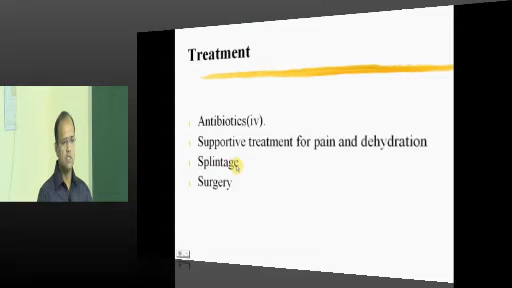 Treatment
Antibiotics(iv).
Supportive treatment for pain and dehydration
Splintage
Surgery